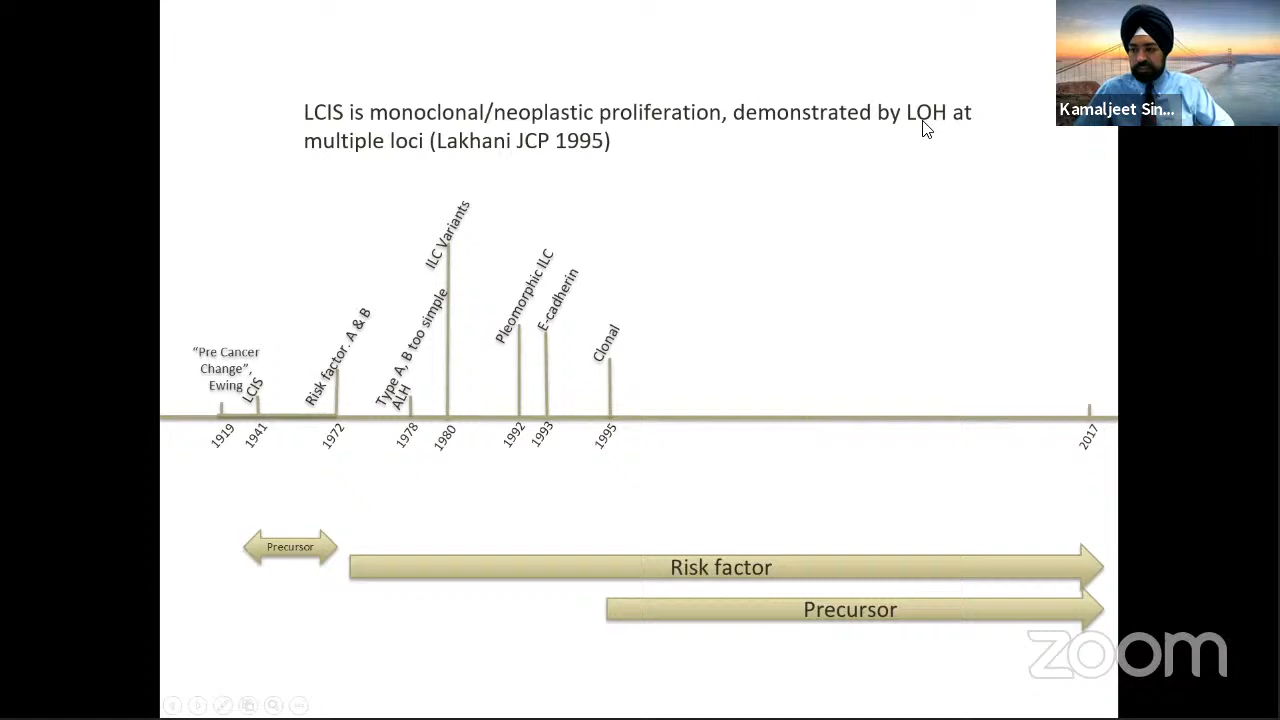 LCIS is monoclonal/neoplastic proliferation, demonstrated by LOH at
multiple loci (Lakhani JCP 1995)
Kamaljeet Sin...
"Pre Cancer
Change",
Ewing
LCIS
Risk factor. A & B
Type A, B too simple
ALH
ILC Variants
Pleomorphic ILC
E-cadherin
Clonal
1919
1941
1972
1978
1980
1992
1993
1995
2017
Precursor
Risk factor
Precursor
zoom